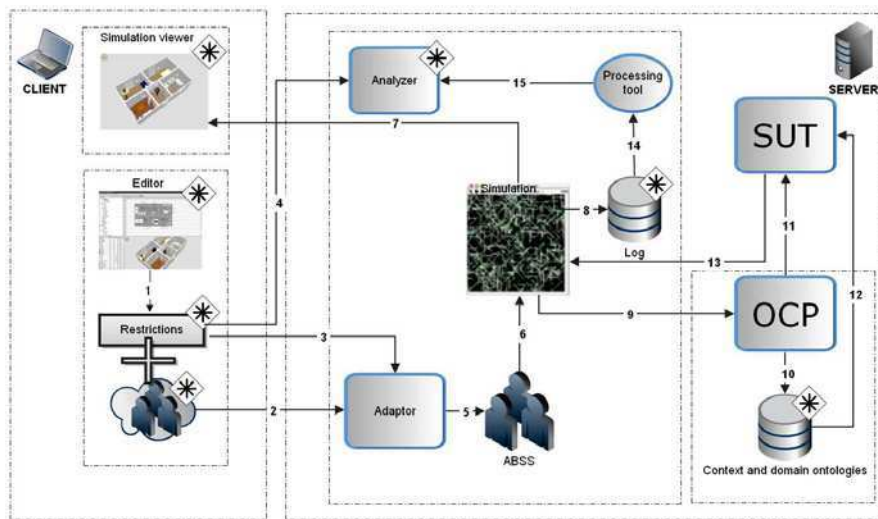 Simulation viewer
CLIENT
Analyzer
15
Processing
tool
SERVER
7
SUT
14
Editor
4
Simulation
8
Log
11
13
1
12
Restrictions
3
9
OCP
6
10
2
Adaptor
5
ABSS
Context and domain ontologies